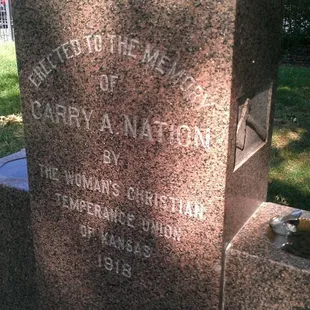 ERECTED TO THE MEMORY
OF
CARRY A. NATION
BY
THE WOMAN'S CHRISTIAN
TEMPERANCE UNION
OF KANSAS
1918